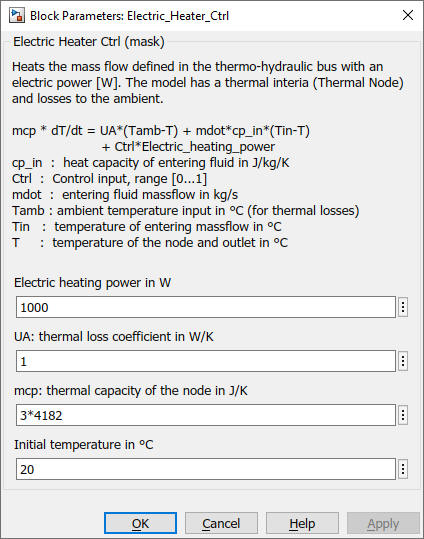 Block Parameters: Electric_Heater_Ctrl
Electric Heater Ctrl (mask)
Heats the mass flow defined in the thermo-hydraulic bus with an
electric power [W]. The model has a thermal interia (Thermal Node)
and losses to the ambient.
mcp * dT/dt = UA*(Tamb-T) + mdot*cp_in*(Tin-T)
+ Ctrl*Electric_heating_power
cp_in : heat capacity of entering fluid in J/kg/K
Ctrl : Control input, range [0...1]
mdot : entering fluid massflow in kg/s
Tamb : ambient temperature input in ºC (for thermal losses)
Tin : temperature of entering massflow in ºC
T : temperature of the node and outlet in ºC
Electric heating power in W
1000
UA: thermal loss coefficient in W/K
1
mcp: thermal capacity of the node in J/K
3*4182
Initial temperature in ºC
20
OK Cancel Help Apply